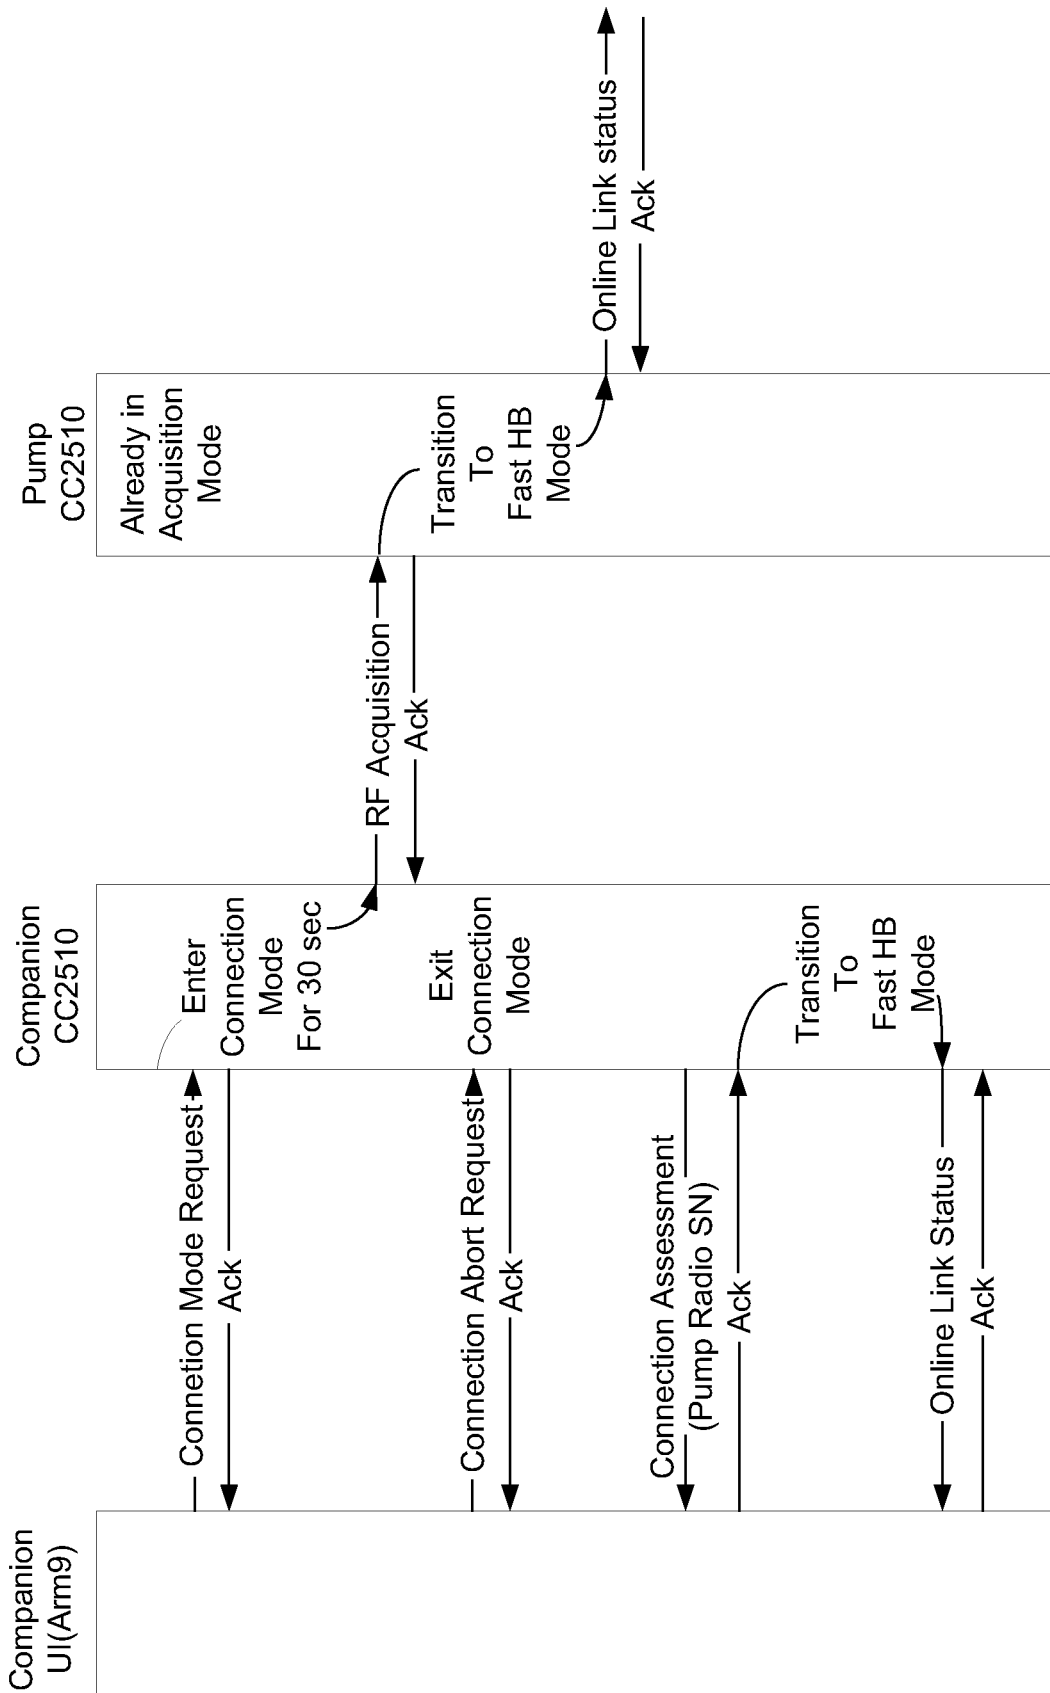 Companion
UI(Arm9)
Companion
CC2510
Pump
CC2510
Connetion Mode Request
Ack
Enter
Connection
Mode
For 30 sec
Already in
Acquisition
Mode
RF Acquisition
Ack
Transition
To
Fast HB
Mode
Connection Abort Request
Ack
Exit
Connection
Mode
Online Link status
Ack
Connection Assessment
(Pump Radio SN)
Ack
Transition
To
Fast HB
Mode
Online Link Status
Ack